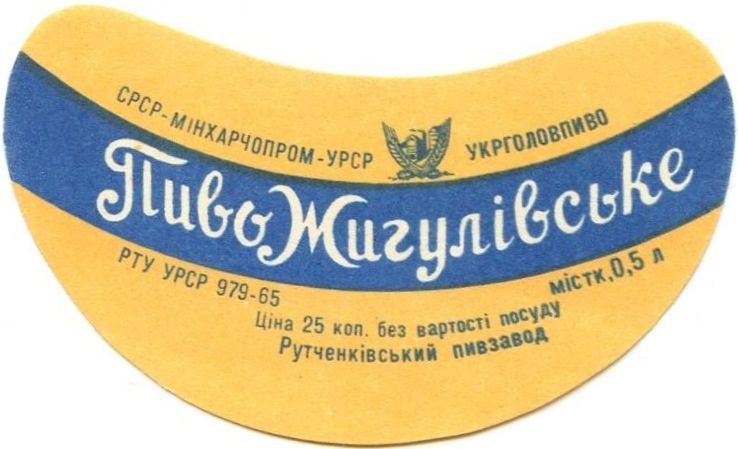 СРСР-МІНХАРЧОПРОМ-УРСР УКРГОЛОВПИВО
Пиво Жигулівське
РТУ УРСР 979-65 містк,0,5 л
Ціна 25 коп. без вартості посуду
Рутченківський пивзавод